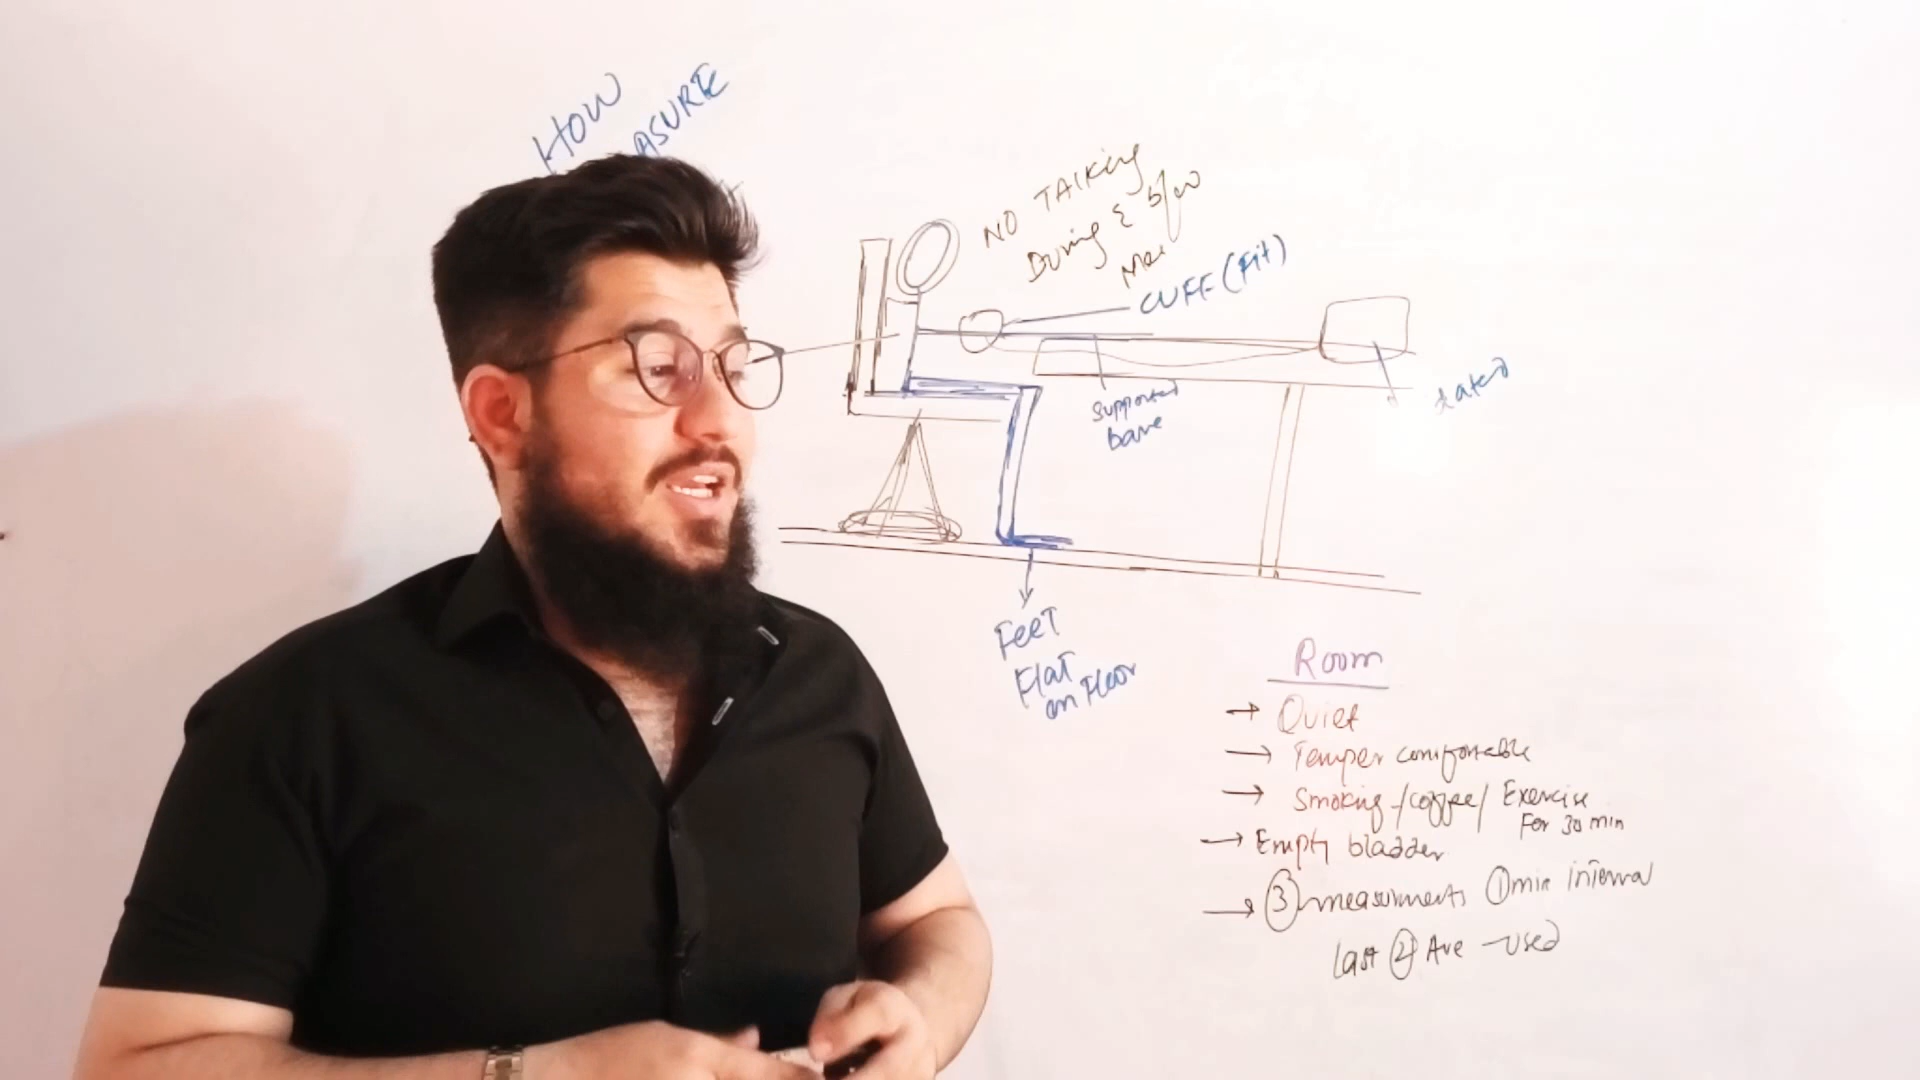 HOW
ASURE
NO TALKing
During & b/w
Mea
CUFF (Fit)
Supported
bare
FeeT
Flat
on Floor
Room
→ Quiet
→ Temper comfortable
→ Smoking /coffee/ Exercise
For 30 min
→ Empty bladder
→ ③ measurments ① min interval
last ② Ave - Used